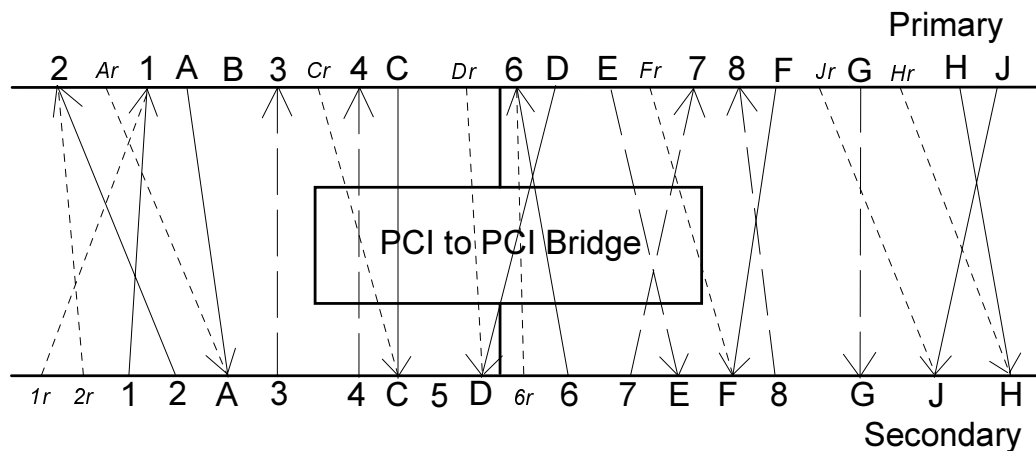 Primary
2 Ar 1 A B 3 Cr 4 C Dr 6 D E Fr 7 8 F Jr G Hr H J
PCI to PCI Bridge
1r 2r 1 2 A 3 4 C 5 D 6r 6 7 E F 8 G J H
Secondary